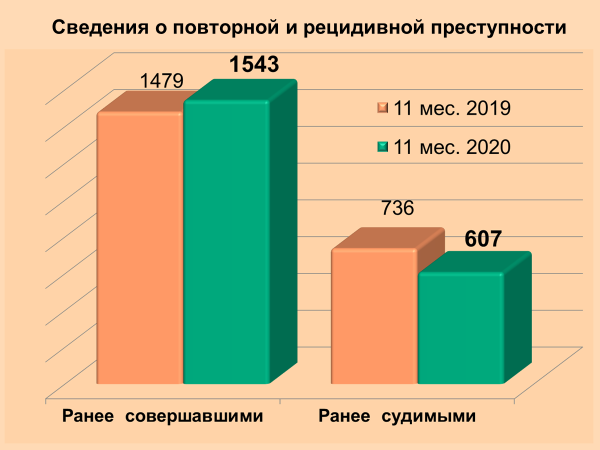 Сведения о повторной и рецидивной преступности
1479
1543
11 мес. 2019
11 мес. 2020
736
607
Ранее совершавшими
Ранее судимыми